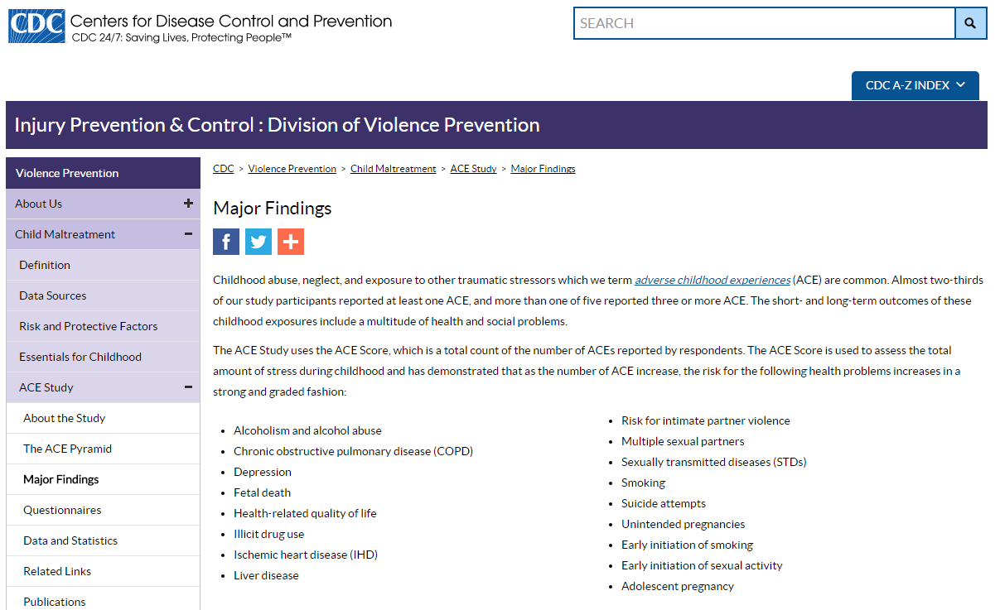 CDC Centers for Disease Control and Prevention
CDC 24/7: Saving Lives, Protecting People™
SEARCH
CDC A-Z INDEX
Injury Prevention & Control : Division of Violence Prevention
Violence Prevention
About Us
Child Maltreatment
Definition
Data Sources
Risk and Protective Factors
Essentials for Childhood
ACE Study
About the Study
The ACE Pyramid
Major Findings
Questionnaires
Data and Statistics
Related Links
Publications
CDC > Violence Prevention > Child Maltreatment > ACE Study > Major Findings
Major Findings
Childhood abuse, neglect, and exposure to other traumatic stressors which we term adverse childhood experiences (ACE) are common. Almost two-thirds
of our study participants reported at least one ACE, and more than one of five reported three or more ACE. The short- and long-term outcomes of these
childhood exposures include a multitude of health and social problems.
The ACE Study uses the ACE Score, which is a total count of the number of ACEs reported by respondents. The ACE Score is used to assess the total
amount of stress during childhood and has demonstrated that as the number of ACE increase, the risk for the following health problems increases in a
strong and graded fashion:
• Alcoholism and alcohol abuse
• Chronic obstructive pulmonary disease (COPD)
• Depression
• Fetal death
• Health-related quality of life
• Illicit drug use
• Ischemic heart disease (IHD)
• Liver disease
• Risk for intimate partner violence
• Multiple sexual partners
• Sexually transmitted diseases (STDs)
• Smoking
• Suicide attempts
• Unintended pregnancies
• Early initiation of smoking
• Early initiation of sexual activity
• Adolescent pregnancy